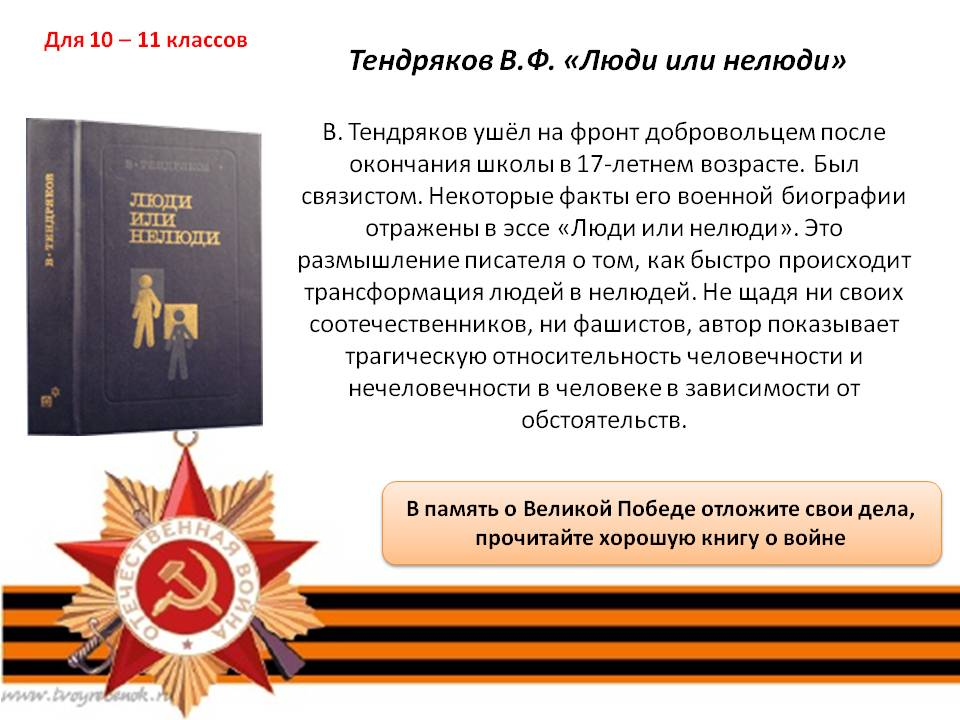 Для 10 – 11 классов
Тендряков В.Ф. «Люди или нелюди»
В. Тендряков ушёл на фронт добровольцем после
окончания школы в 17-летнем возрасте. Был
связистом. Некоторые факты его военной биографии
отражены в эссе «Люди или нелюди». Это
размышление писателя о том, как быстро происходит
трансформация людей в нелюдей. Не щадя ни своих
соотечественников, ни фашистов, автор показывает
трагическую относительность человечности и
нечеловечности в человеке в зависимости от
обстоятельств.
В · ТЕНДРЯКОВ
В · ТЕНДРЯКОВ
ЛЮДИ
ИЛИ
НЕЛЮДИ
В память о Великой Победе отложите свои дела,
прочитайте хорошую книгу о войне
ОТЕЧЕСТВЕННАЯ ВОЙНА
www.tvoyrebenok.ru